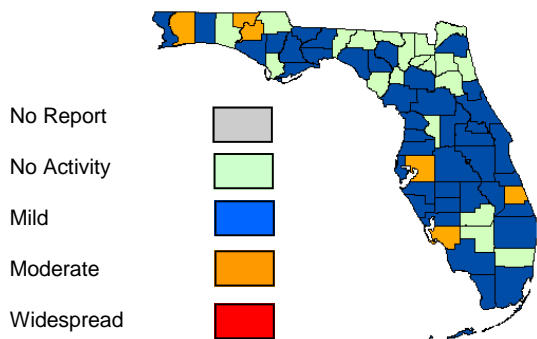 No Report
No Activity
Mild
Moderate
Widespread